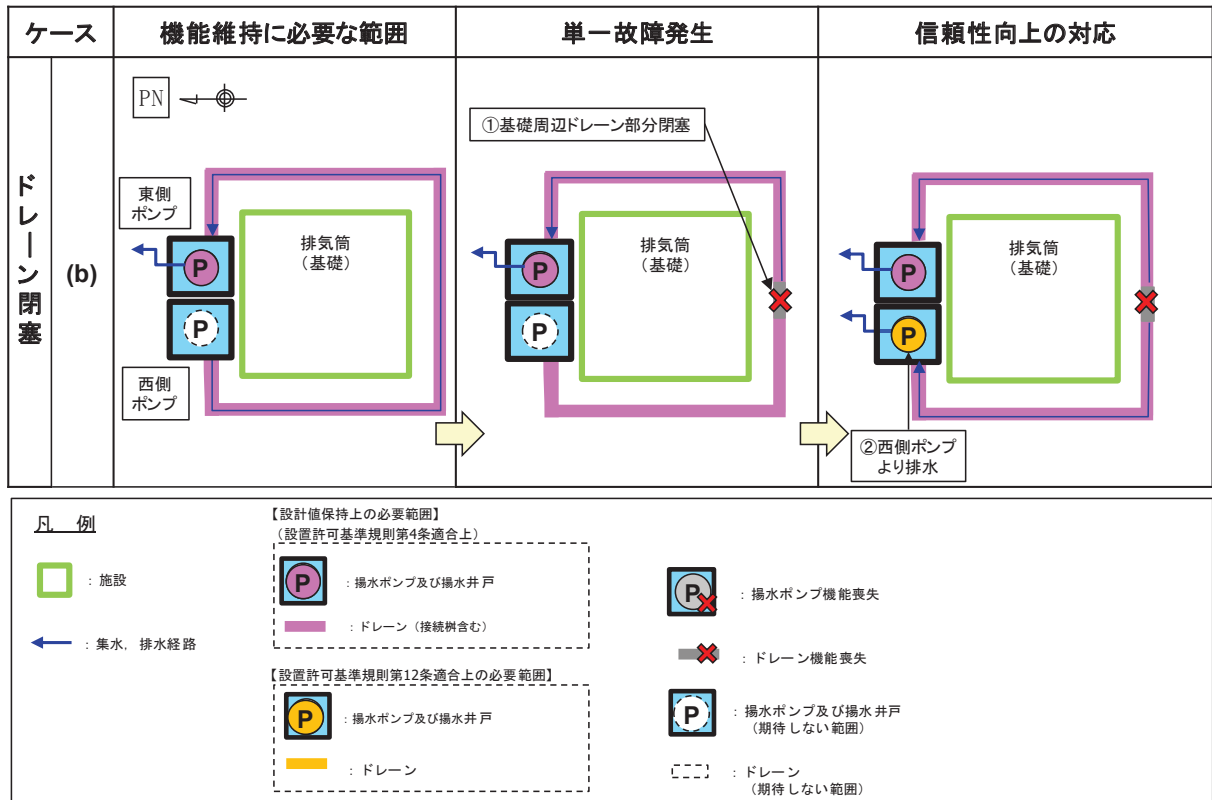 ケース
機能維持に必要な範囲
単一故障発生
信頼性向上の対応
ドレーン閉塞
(b)
PN
東側
ポンプ
P
P
西側
ポンプ
排気筒
(基礎)
①基礎周辺ドレーン部分閉塞
P
P
排気筒
(基礎)
P
P
排気筒
(基礎)
②西側ポンプ
より排水
凡 例
：施設
：集水，排水経路
【設計値保持上の必要範囲】
(設置許可基準規則第4条適合上)
P
：揚水ポンプ及び揚水井戸
：ドレーン (接続桝含む)
【設置許可基準規則第12条適合上の必要範囲】
P
：揚水ポンプ及び揚水井戸
：ドレーン
P
：揚水ポンプ機能喪失
：ドレーン機能喪失
P
：揚水ポンプ及び揚水井戸
(期待しない範囲)
：ドレーン
(期待しない範囲)